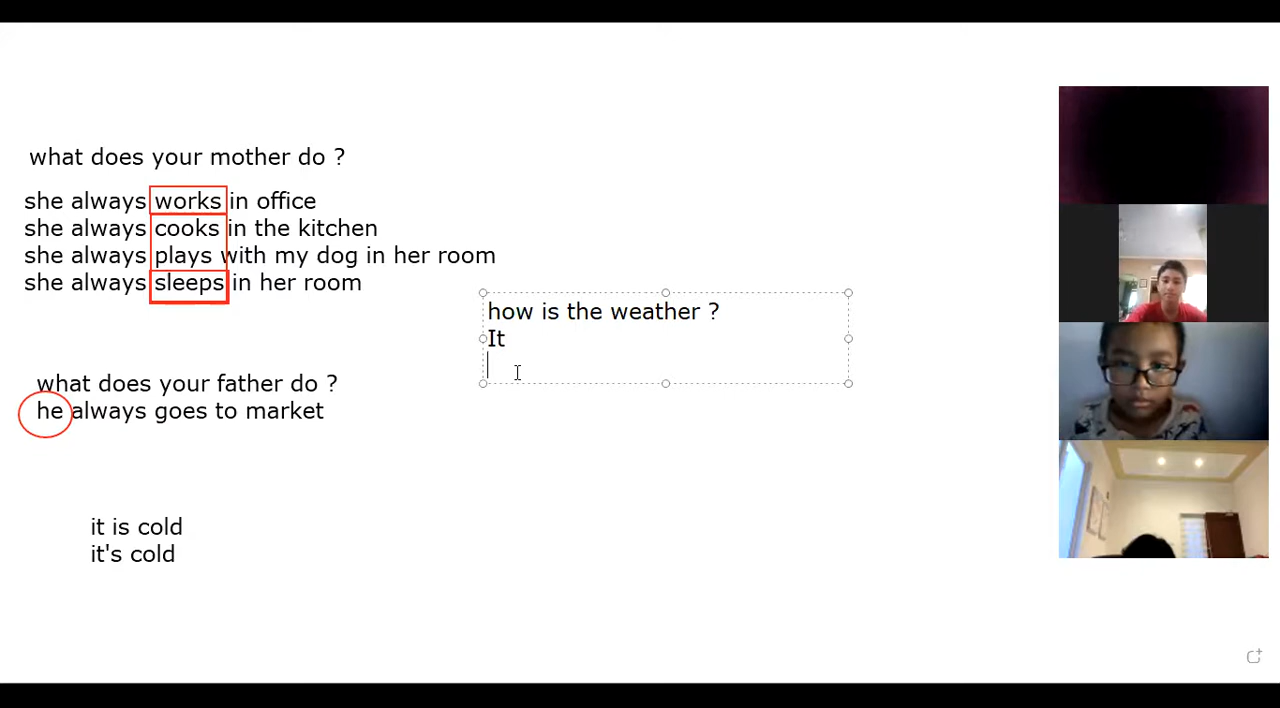 what does your mother do ?
she always works in office
she always cooks in the kitchen
she always plays with my dog in her room
she always sleeps in her room
how is the weather ?
It
what does your father do ?
he always goes to market
it is cold
it's cold